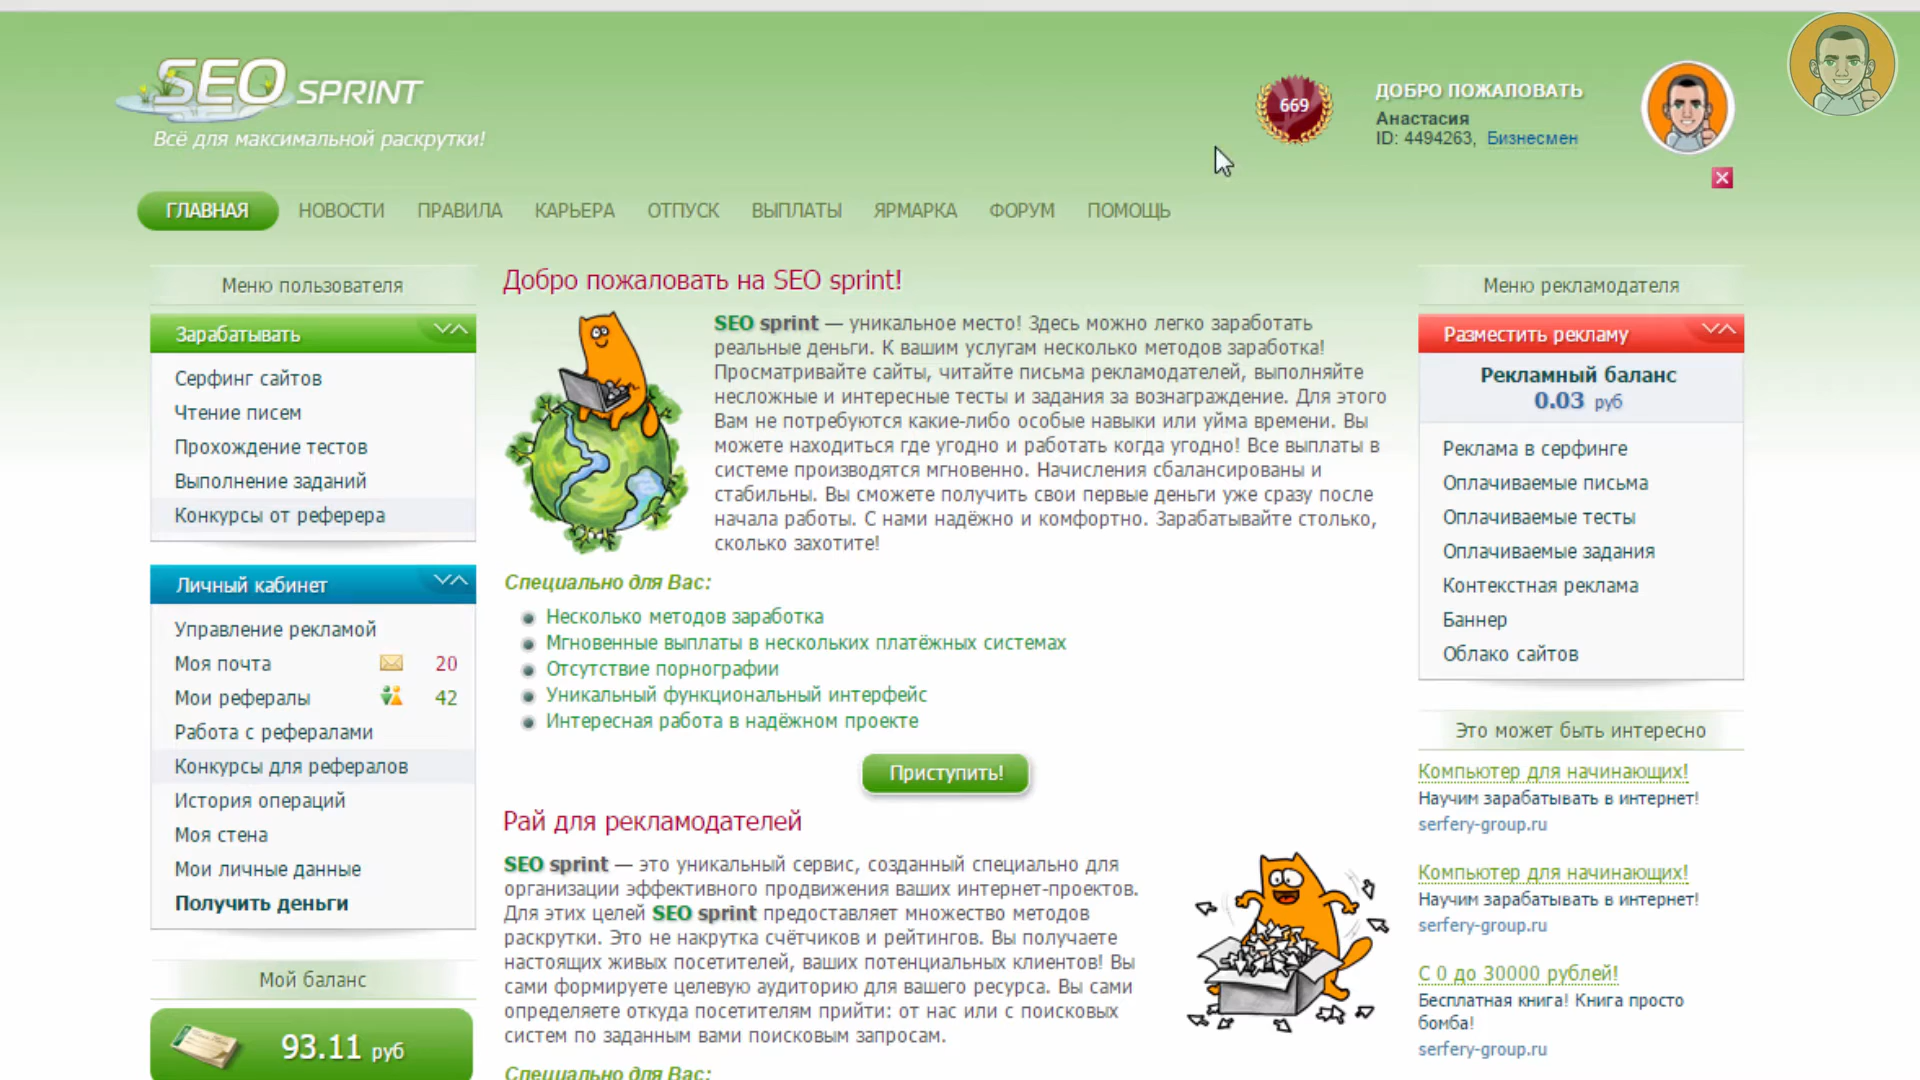 SEO SPRINT
Всё для максимальной раскрутки!
669
ДОБРО ПОЖАЛОВАТЬ
Анастасия
ID: 4494263, Бизнесмен
ГЛАВНАЯ НОВОСТИ ПРАВИЛА КАРЬЕРА ОТПУСК ВЫПЛАТЫ ЯРМАРКА ФОРУМ ПОМОЩЬ
Меню пользователя
Зарабатывать
Серфинг сайтов
Чтение писем
Прохождение тестов
Выполнение заданий
Конкурсы от реферера
Личный кабинет
Управление рекламой
Моя почта 20
Мои рефералы 42
Работа с рефералами
Конкурсы для рефералов
История операций
Моя стена
Мои личные данные
Получить деньги
Мой баланс
93.11 руб
Добро пожаловать на SEO sprint!
SEO sprint — уникальное место! Здесь можно легко заработать
реальные деньги. К вашим услугам несколько методов заработка!
Просматривайте сайты, читайте письма рекламодателей, выполняйте
несложные и интересные тесты и задания за вознаграждение. Для этого
Вам не потребуются какие-либо особые навыки или уйма времени. Вы
можете находиться где угодно и работать когда угодно! Все выплаты в
системе производятся мгновенно. Начисления сбалансированы и
стабильны. Вы сможете получить свои первые деньги уже сразу после
начала работы. С нами надёжно и комфортно. Зарабатывайте столько,
сколько захотите!
Специально для Вас:
Несколько методов заработка
Мгновенные выплаты в нескольких платёжных системах
Отсутствие порнографии
Уникальный функциональный интерфейс
Интересная работа в надёжном проекте
Приступить!
Рай для рекламодателей
SEO sprint — это уникальный сервис, созданный специально для
организации эффективного продвижения ваших интернет-проектов.
Для этих целей SEO sprint предоставляет множество методов
раскрутки. Это не накрутка счётчиков и рейтингов. Вы получаете
настоящих живых посетителей, ваших потенциальных клиентов! Вы
сами формируете целевую аудиторию для вашего ресурса. Вы сами
определяете откуда посетителям прийти: от нас или с поисковых
систем по заданным вами поисковым запросам.
Специально для Вас:
Меню рекламодателя
Разместить рекламу
Рекламный баланс
0.03 руб
Реклама в серфинге
Оплачиваемые письма
Оплачиваемые тесты
Оплачиваемые задания
Контекстная реклама
Баннер
Облако сайтов
Это может быть интересно
Компьютер для начинающих!
Научим зарабатывать в интернет!
serfery-group.ru
Компьютер для начинающих!
Научим зарабатывать в интернет!
serfery-group.ru
С 0 до 30000 рублей!
Бесплатная книга! Книга просто
бомба!
serfery-group.ru